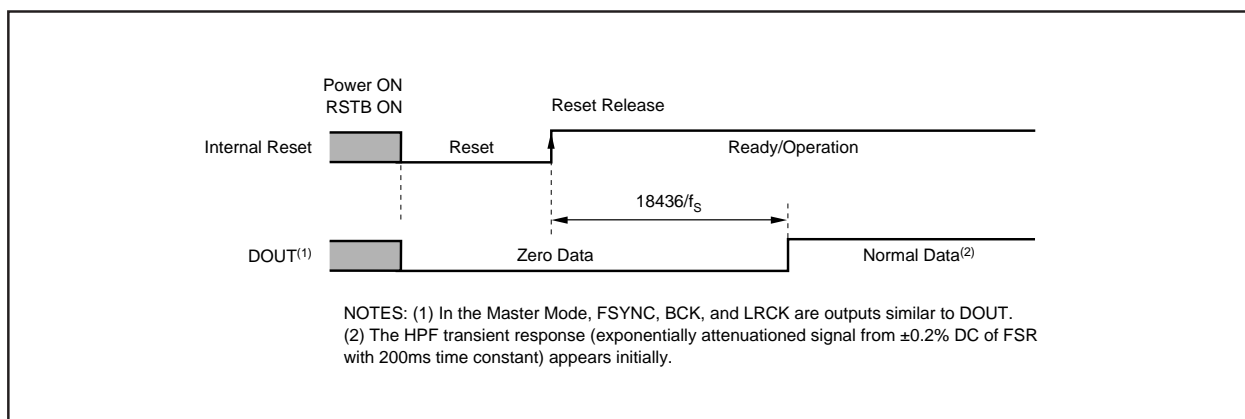 Power ON
RSTB ON
Reset Release
Internal Reset
Reset
Ready/Operation
18436/fS
DOUT(1)
Zero Data
Normal Data(2)
NOTES: (1) In the Master Mode, FSYNC, BCK, and LRCK are outputs similar to DOUT.
(2) The HPF transient response (exponentially attenuationed signal from ±0.2% DC of FSR
with 200ms time constant) appears initially.